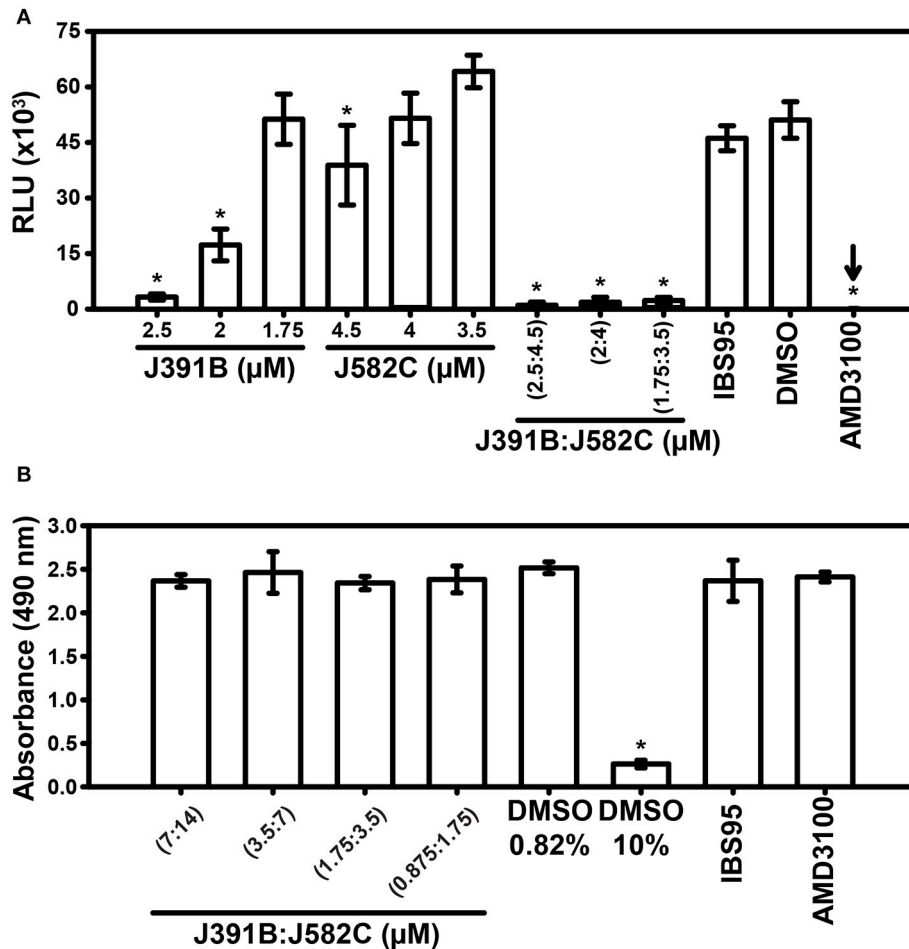 A
RLU (x10³)
75
60
45
30
15
0
* * * * * * *
2.5 2 1.75 4.5 4 3.5 (2.5:4.5) (2:4) (1.75:3.5) IBS95 DMSO AMD3100
J391B (µM) J582C (µM)
J391B:J582C (µM)
B
Absorbance (490 nm)
3.0
2.5
2.0
1.5
1.0
0.5
0.0
*
(7:14) (3.5:7) (1.75:3.5) (0.875:1.75) DMSO DMSO IBS95 AMD3100
0.82% 10%
J391B:J582C (µM)